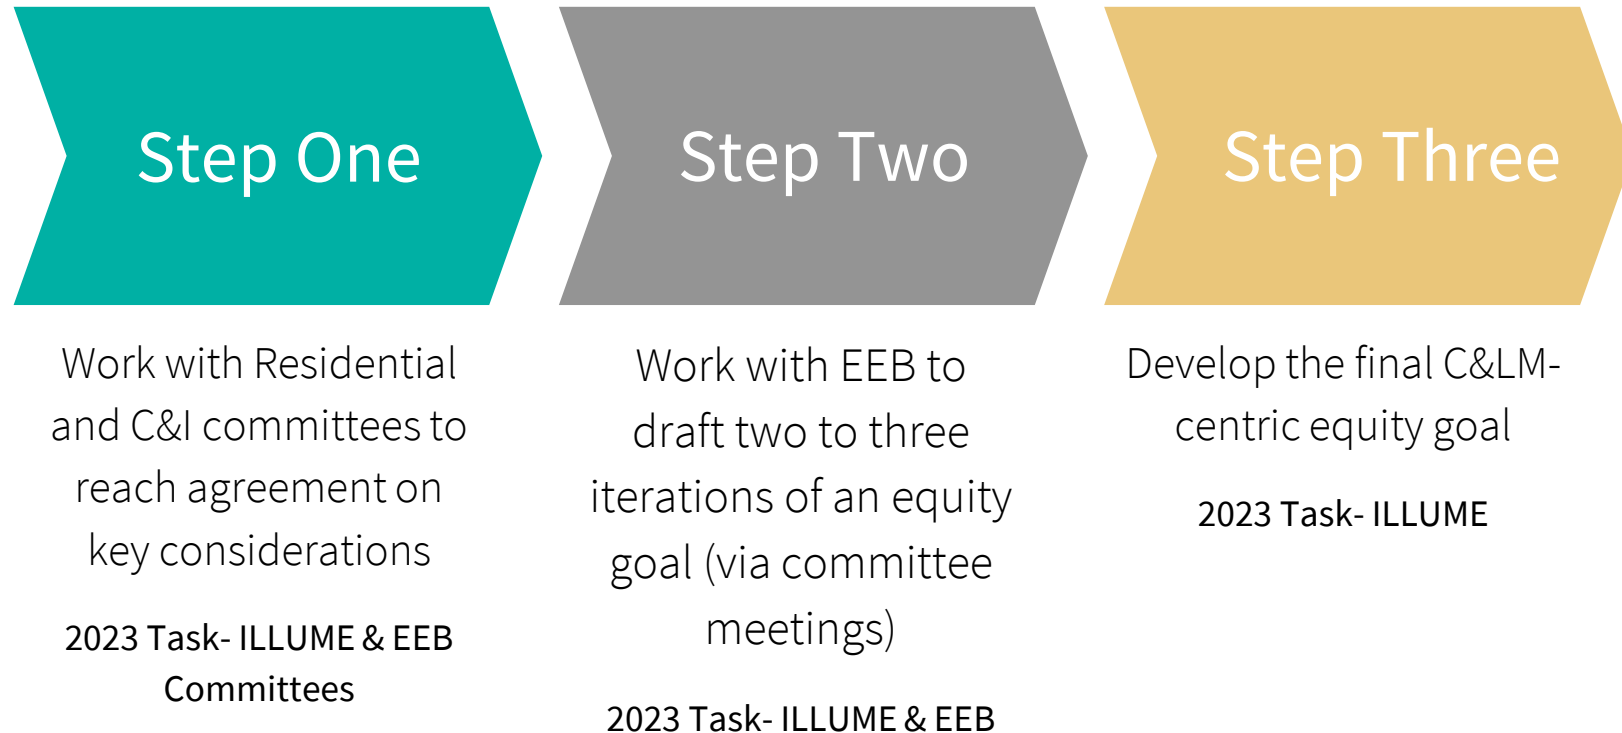 Step One
Work with Residential
and C&I committees to
reach agreement on
key considerations
2023 Task- ILLUME & EEB
Committees
Step Two
Work with EEB to
draft two to three
iterations of an equity
goal (via committee
meetings)
2023 Task- ILLUME & EEB
Step Three
Develop the final C&LM-
centric equity goal
2023 Task- ILLUME